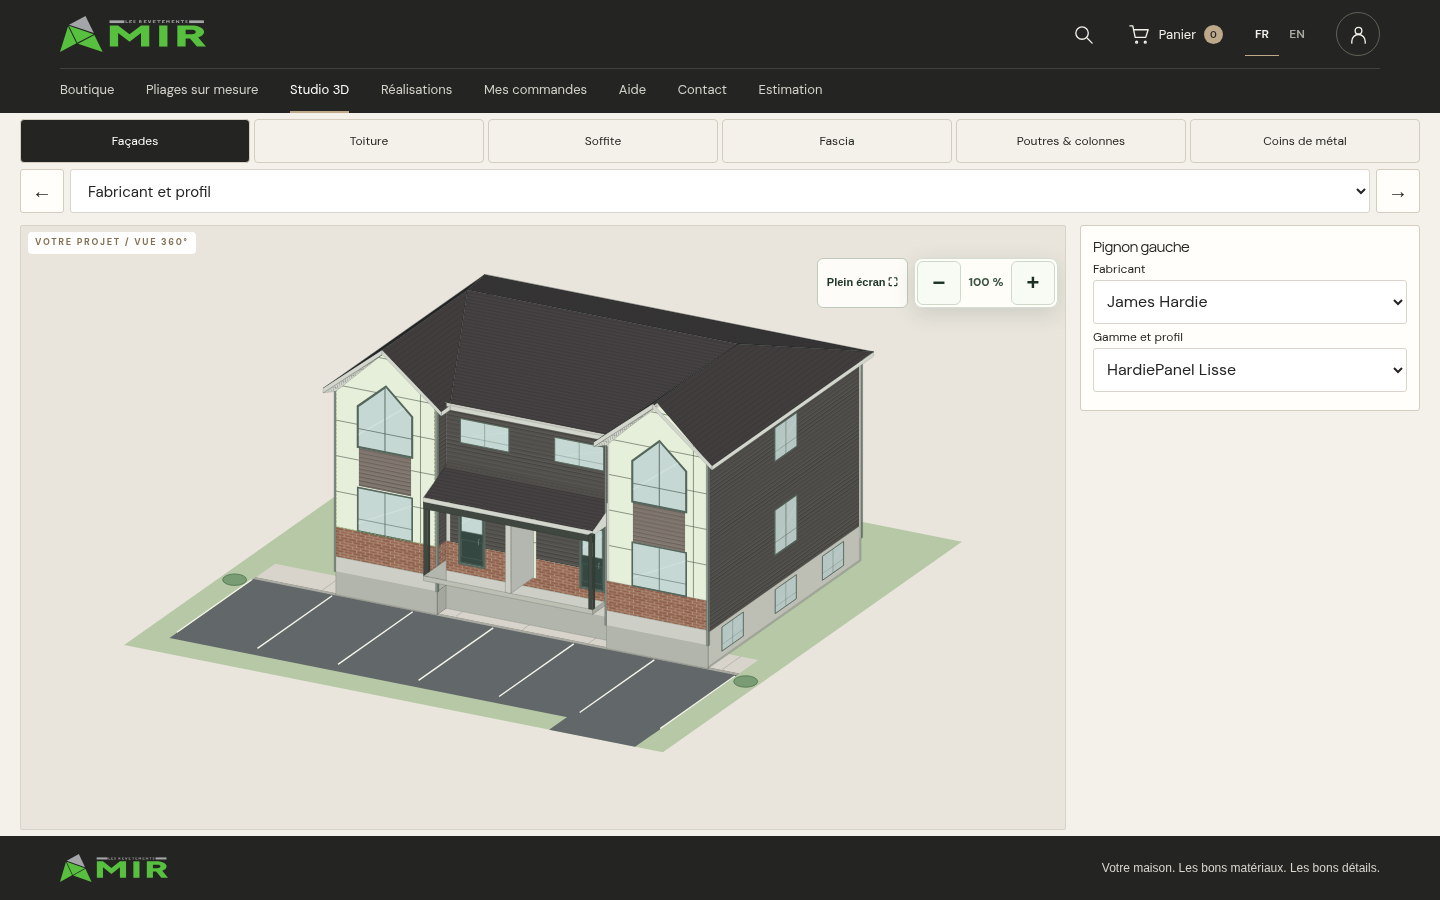 LES REVÊTEMENTS
MIR
Panier 0
FR EN
Boutique Pliages sur mesure Studio 3D Réalisations Mes commandes Aide Contact Estimation
Façades Toiture Soffite Fascia Poutres & colonnes Coins de métal
← Fabricant et profil →
VOTRE PROJET / VUE 360°
Plein écran − 100 % +
Pignon gauche
Fabricant
James Hardie
Gamme et profil
HardiePanel Lisse
LES REVÊTEMENTS
MIR
Votre maison. Les bons matériaux. Les bons détails.